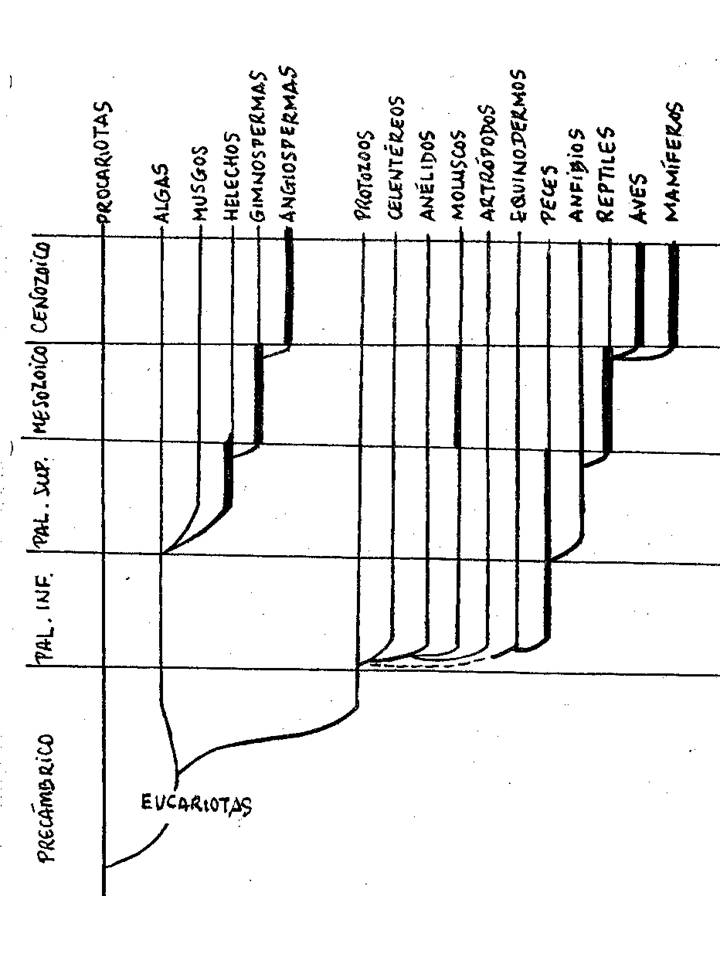 PROCARIOTAS
ALGAS
MUSGOS
HELECHOS
GIMNOSPERMAS
ANGIOSPERMAS
PROTOZOOS
CELENTÉREOS
ANÉLIDOS
MOLUSCOS
ARTRÓPODOS
EQUINODERMOS
PECES
ANFÍBIOS
REPTILES
AVES
MAMÍFEROS
CENOZOICO
MESOZOICO
PAL. SUP.
PAL. INF.
PRECÁMBRICO
EUCARIOTAS